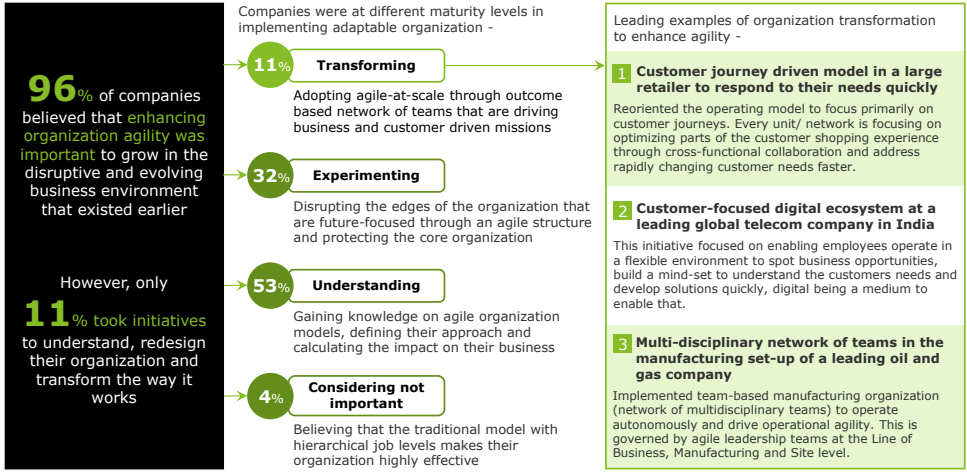 96% of companies
believed that enhancing
organization agility was
important to grow in the
disruptive and evolving
business environment
that existed earlier
However, only
11% took initiatives
to understand, redesign
their organization and
transform the way it
works
Companies were at different maturity levels in
implementing adaptable organization -
11% Transforming
Adopting agile-at-scale through outcome
based network of teams that are driving
business and customer driven missions
32% Experimenting
Disrupting the edges of the organization that
are future-focused through an agile structure
and protecting the core organization
53% Understanding
Gaining knowledge on agile organization
models, defining their approach and
calculating the impact on their business
4% Considering not
important
Believing that the traditional model with
hierarchical job levels makes their
organization highly effective
Leading examples of organization transformation
to enhance agility -
1 Customer journey driven model in a large
retailer to respond to their needs quickly
Reoriented the operating model to focus primarily on
customer journeys. Every unit/ network is focusing on
optimizing parts of the customer shopping experience
through cross-functional collaboration and address
rapidly changing customer needs faster.
2 Customer-focused digital ecosystem at a
leading global telecom company in India
This initiative focused on enabling employees operate in
a flexible environment to spot business opportunities,
build a mind-set to understand the customers needs and
develop solutions quickly, digital being a medium to
enable that.
3 Multi-disciplinary network of teams in the
manufacturing set-up of a leading oil and
gas company
Implemented team-based manufacturing organization
(network of multidisciplinary teams) to operate
autonomously and drive operational agility. This is
governed by agile leadership teams at the Line of
Business, Manufacturing and Site level.